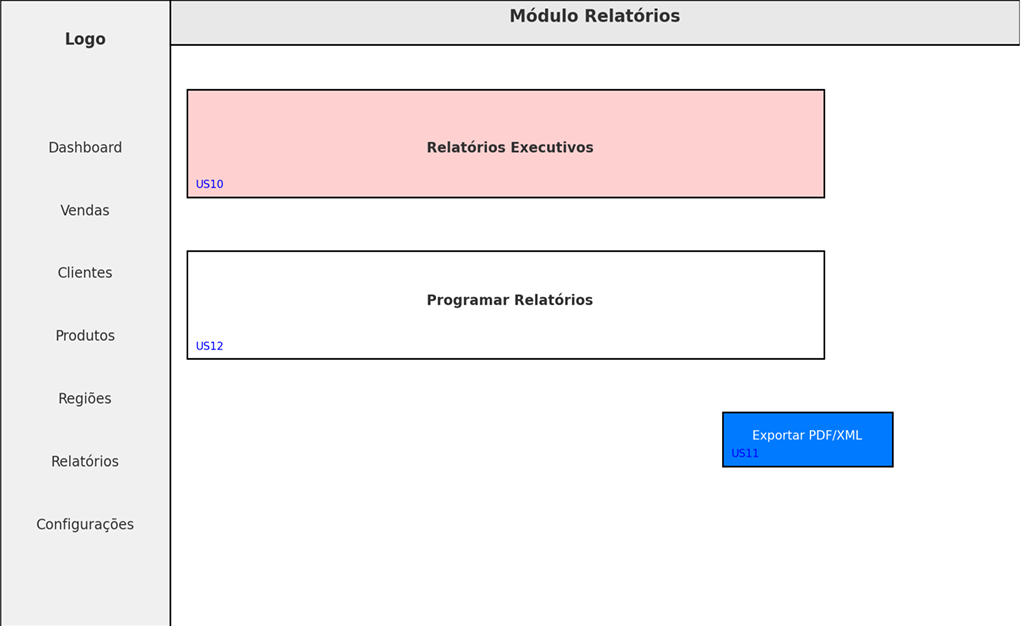 Módulo Relatórios
Logo
Dashboard
Vendas
Clientes
Produtos
Regiões
Relatórios
Configurações
Relatórios Executivos
US10
Programar Relatórios
US12
Exportar PDF/XML
US11